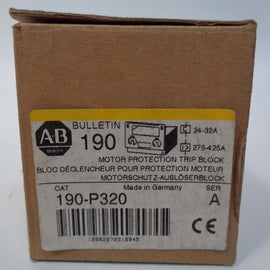 AB
Quality
BULLETIN
190
24-32A
275-425A
MOTOR PROTECTION TRIP BLOCK
BLOC DÉCLENCHEUR POUR PROTECTION MOTEUR
MOTORSCHUTZ-AUSLÖSERBLOCK
CAT Made in Germany SER
190-P320 A
CE